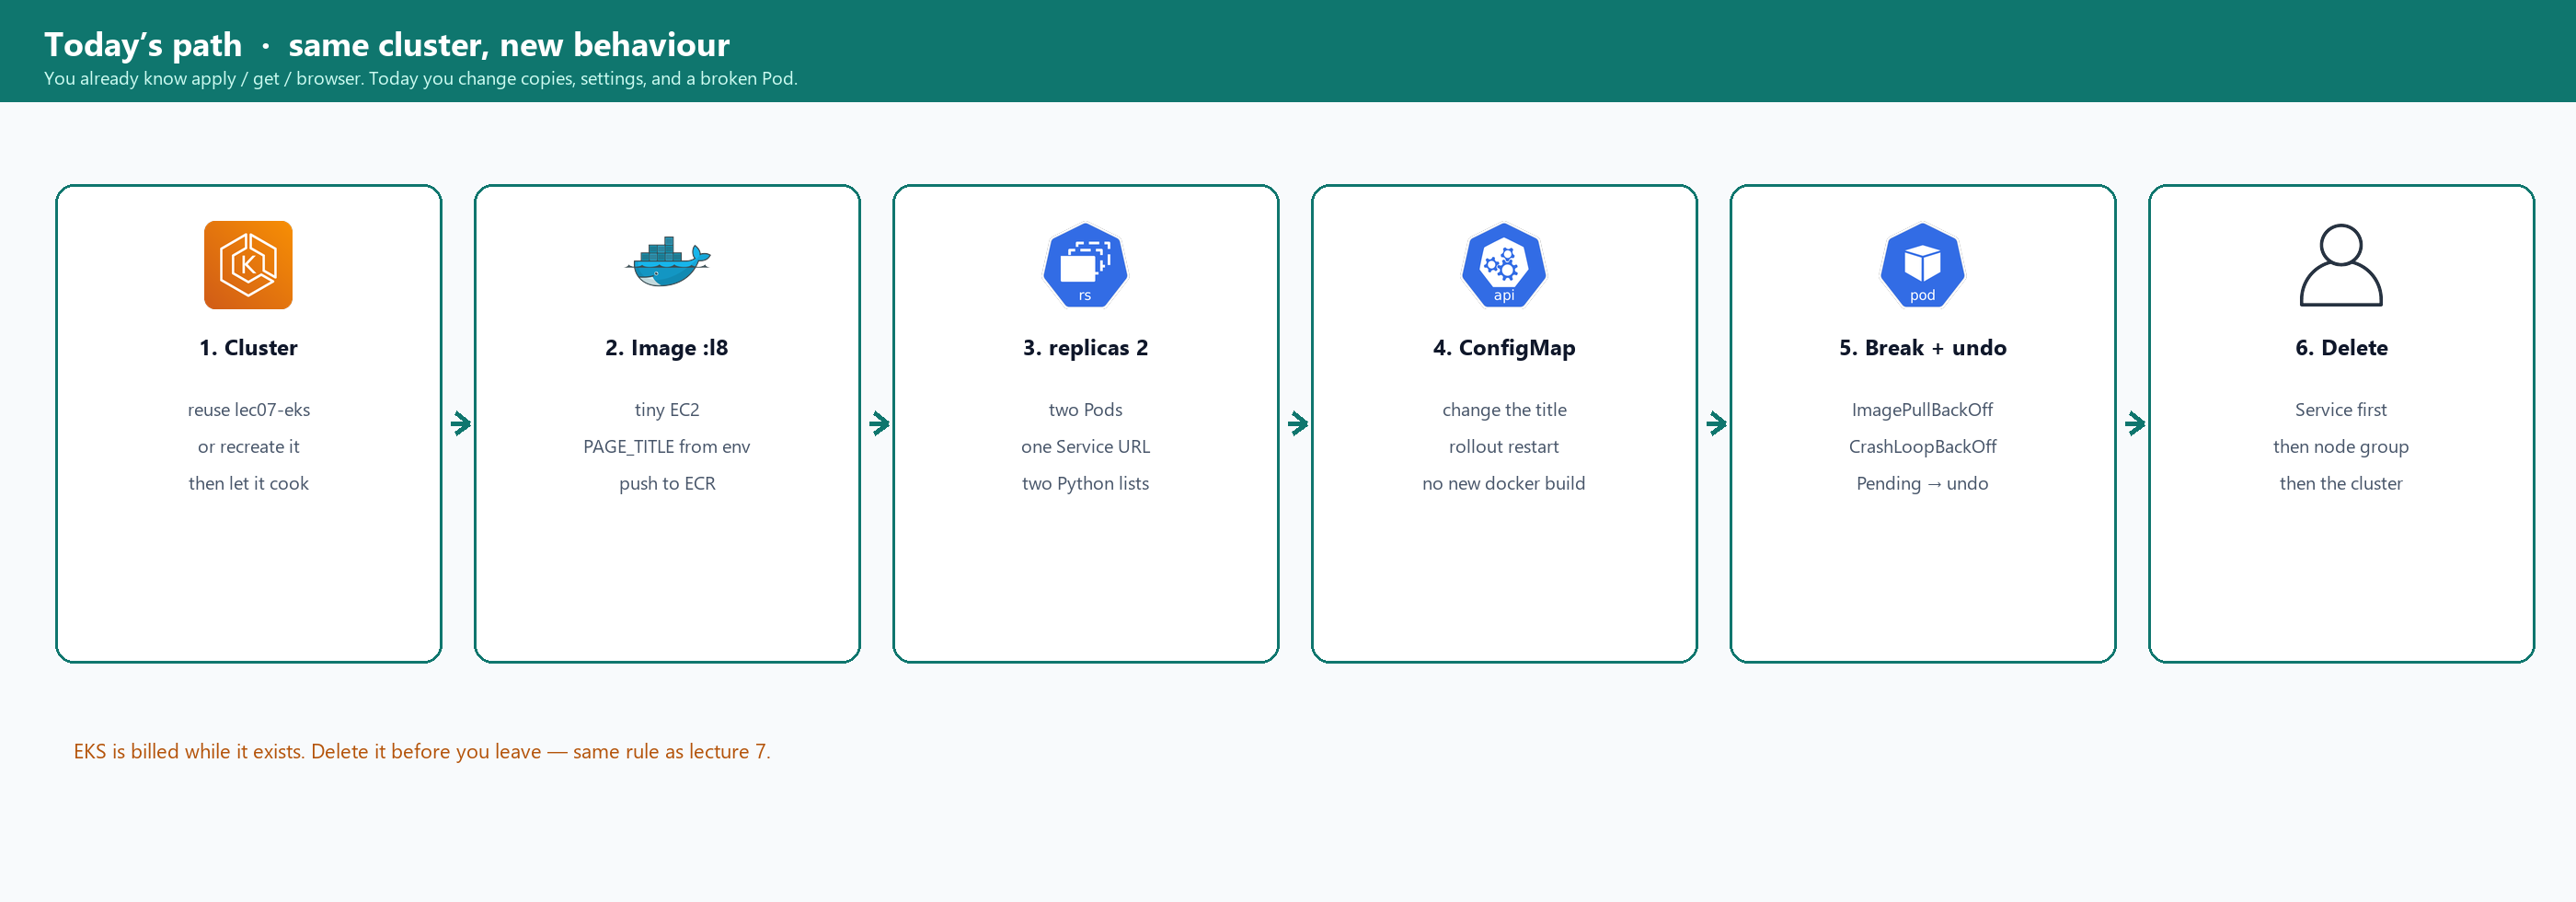 Today’s path · same cluster, new behaviour
You already know apply / get / browser. Today you change copies, settings, and a broken Pod.
K
1. Cluster
reuse lec07-eks
or recreate it
then let it cook
2. Image :l8
tiny EC2
PAGE_TITLE from env
push to ECR
rs
3. replicas 2
two Pods
one Service URL
two Python lists
api
4. ConfigMap
change the title
rollout restart
no new docker build
pod
5. Break + undo
ImagePullBackOff
CrashLoopBackOff
Pending → undo
6. Delete
Service first
then node group
then the cluster
EKS is billed while it exists. Delete it before you leave — same rule as lecture 7.